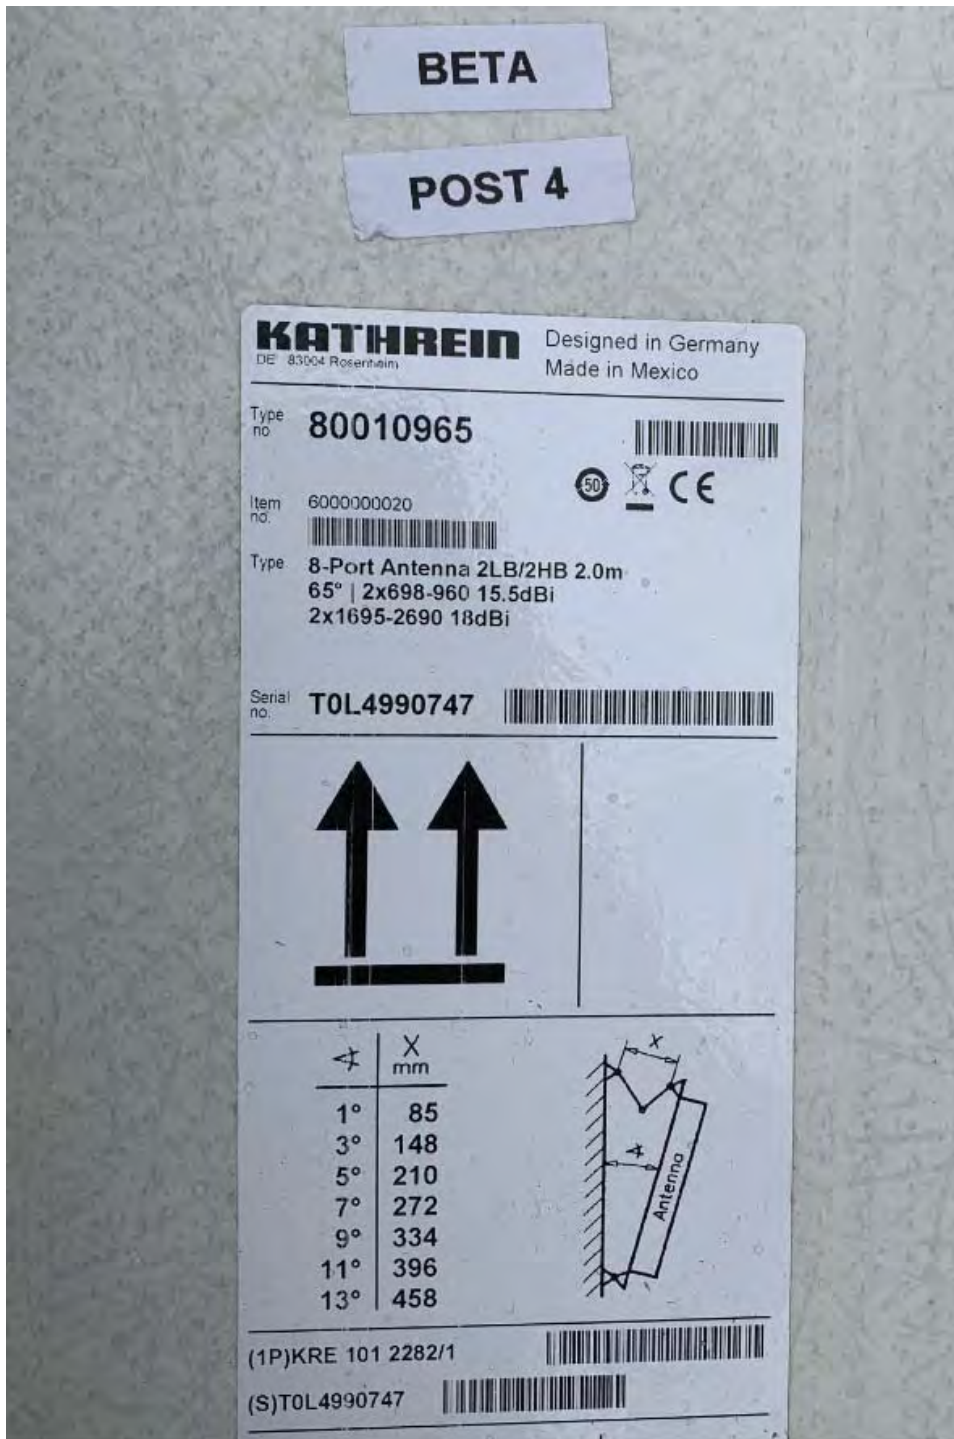 BETA
POST 4
KATHREIN
DE 83004 Rosenheim
Designed in Germany
Made in Mexico
Type no
80010965
50
CE
Item no.
6000000020
Type
8-Port Antenna 2LB/2HB 2.0m
65° | 2x698-960 15.5dBi
2x1695-2690 18dBi
Serial no.
T0L4990747
∢ X
mm
1° 85
3° 148
5° 210
7° 272
9° 334
11° 396
13° 458
X
∢
Antenna
(1P)KRE 101 2282/1
(S)T0L4990747